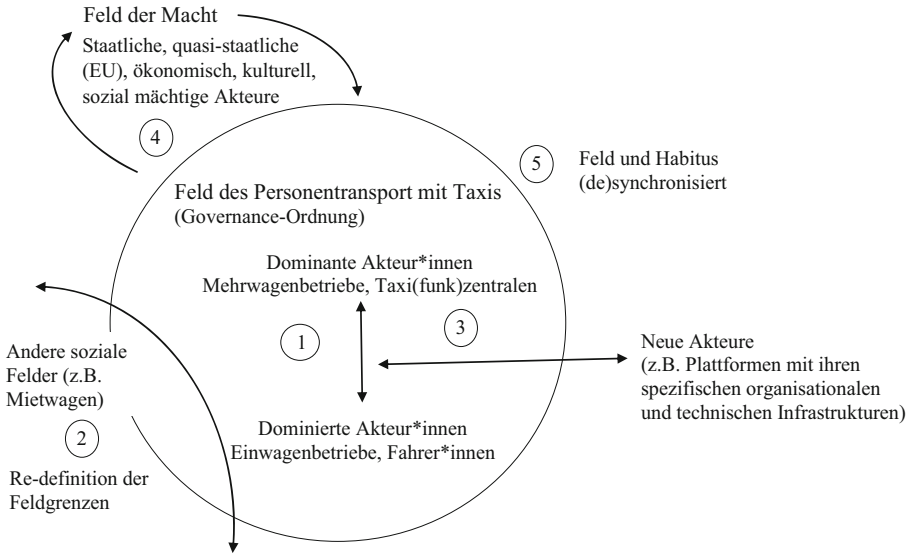 Feld der Macht
Staatliche, quasi-staatliche
(EU), ökonomisch, kulturell,
sozial mächtige Akteure
4
5
Feld und Habitus
(de)synchronisiert
Feld des Personentransport mit Taxis
(Governance-Ordnung)
Dominante Akteur*innen
Mehrwagenbetriebe, Taxi(funk)zentralen
1
3
Andere soziale
Felder (z.B.
Mietwagen)
2
Re-definition der
Feldgrenzen
Neue Akteure
(z.B. Plattformen mit ihren
spezifischen organisationalen
und technischen Infrastrukturen)
Dominierte Akteur*innen
Einwagenbetriebe, Fahrer*innen